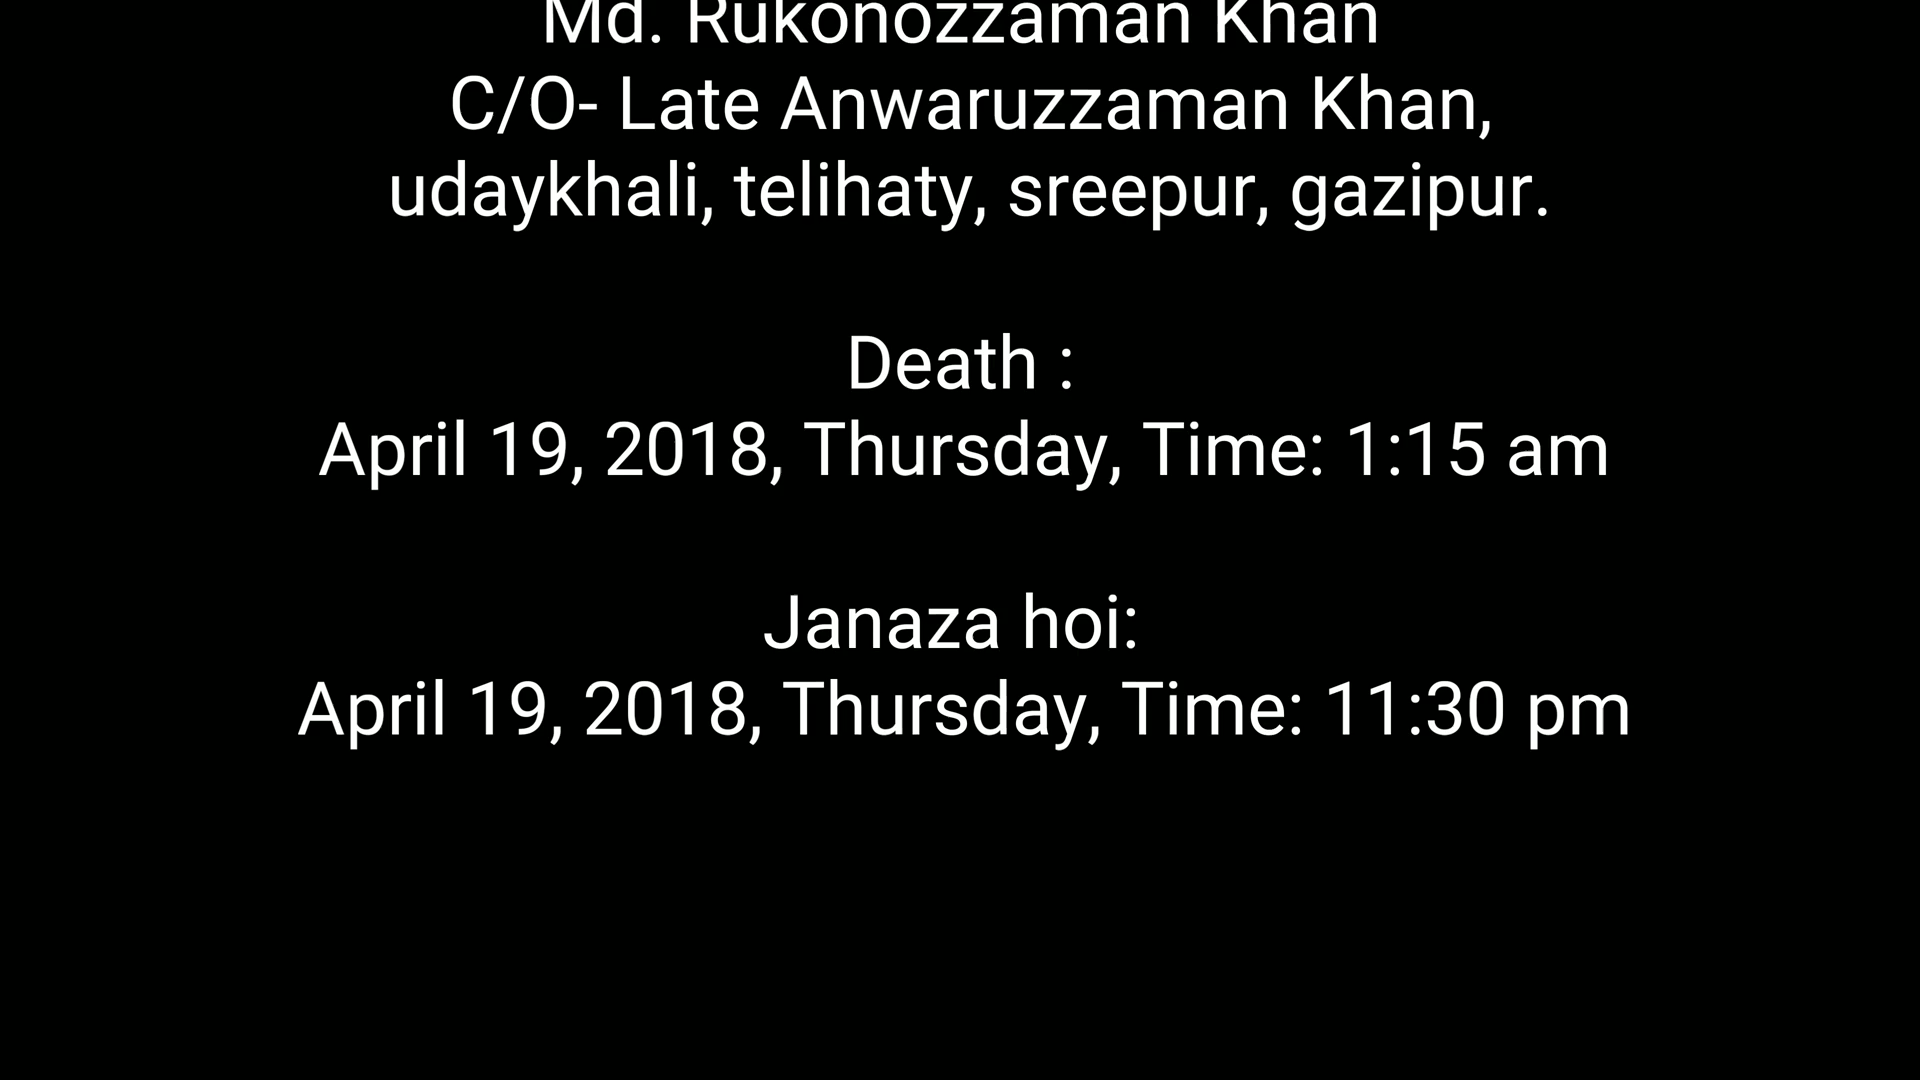 Md. Rukonozzaman Khan
C/O- Late Anwaruzzaman Khan,
udaykhali, telihaty, sreepur, gazipur.
Death :
April 19, 2018, Thursday, Time: 1:15 am
Janaza hoi:
April 19, 2018, Thursday, Time: 11:30 pm